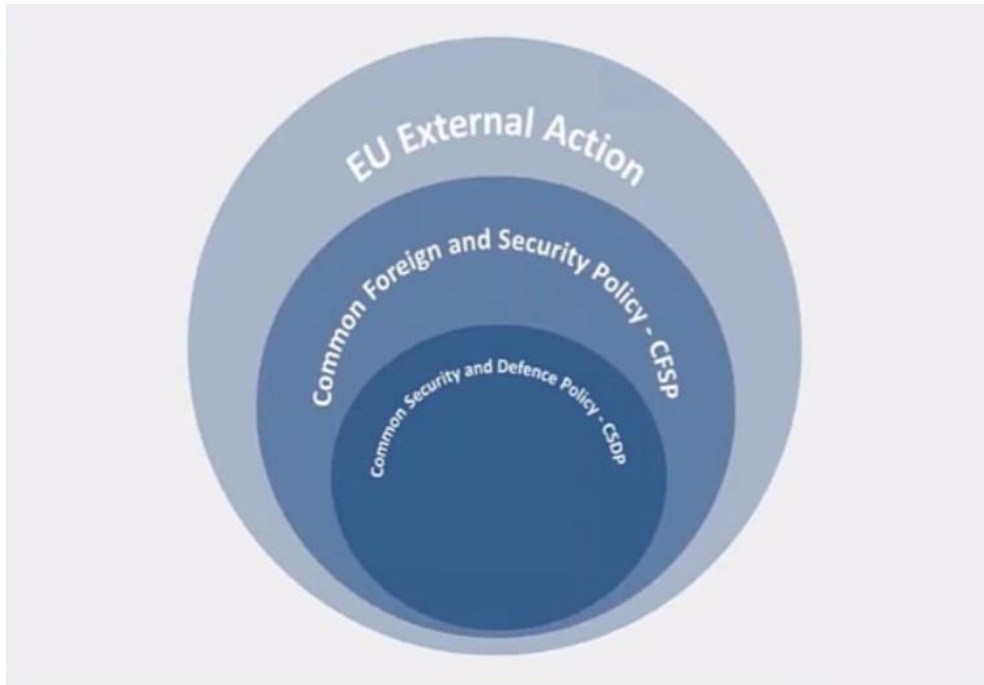 EU External Action
Common Foreign and Security Policy - CFSP
Common Security and Defence Policy - CSDP